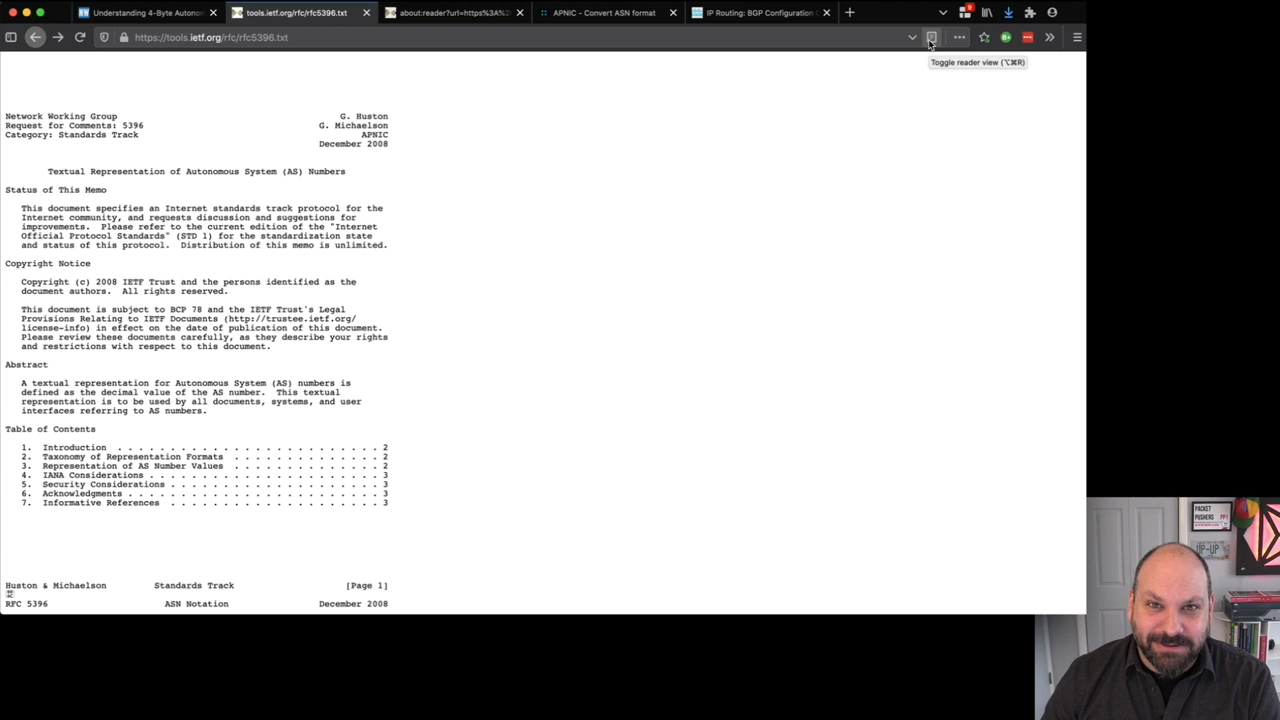 Understanding 4-Byte Autonom
tools.ietf.org/rfc/rfc5396.txt
about:reader?url=https%3A%2
APNIC - Convert ASN format
IP Routing: BGP Configuration
9
https://tools.ietf.org/rfc/rfc5396.txt
Toggle reader view (⌥⌘R)
Network Working Group G. Huston
Request for Comments: 5396 G. Michaelson
Category: Standards Track APNIC
December 2008
Textual Representation of Autonomous System (AS) Numbers
Status of This Memo
This document specifies an Internet standards track protocol for the
Internet community, and requests discussion and suggestions for
improvements. Please refer to the current edition of the "Internet
Official Protocol Standards" (STD 1) for the standardization state
and status of this protocol. Distribution of this memo is unlimited.
Copyright Notice
Copyright (c) 2008 IETF Trust and the persons identified as the
document authors. All rights reserved.
This document is subject to BCP 78 and the IETF Trust's Legal
Provisions Relating to IETF Documents (http://trustee.ietf.org/
license-info) in effect on the date of publication of this document.
Please review these documents carefully, as they describe your rights
and restrictions with respect to this document.
Abstract
A textual representation for Autonomous System (AS) numbers is
defined as the decimal value of the AS number. This textual
representation is to be used by all documents, systems, and user
interfaces referring to AS numbers.
Table of Contents
1. Introduction . . . . . . . . . . . . . . . . . . . . . . . . . 2
2. Taxonomy of Representation Formats . . . . . . . . . . . . . . 2
3. Representation of AS Number Values . . . . . . . . . . . . . . 2
4. IANA Considerations . . . . . . . . . . . . . . . . . . . . . . 3
5. Security Considerations . . . . . . . . . . . . . . . . . . . . 3
6. Acknowledgments . . . . . . . . . . . . . . . . . . . . . . . . 3
7. Informative References . . . . . . . . . . . . . . . . . . . . 3
Huston & Michaelson Standards Track [Page 1]
RFC 5396 ASN Notation December 2008
PACKET
PUSHERS
UP-UP